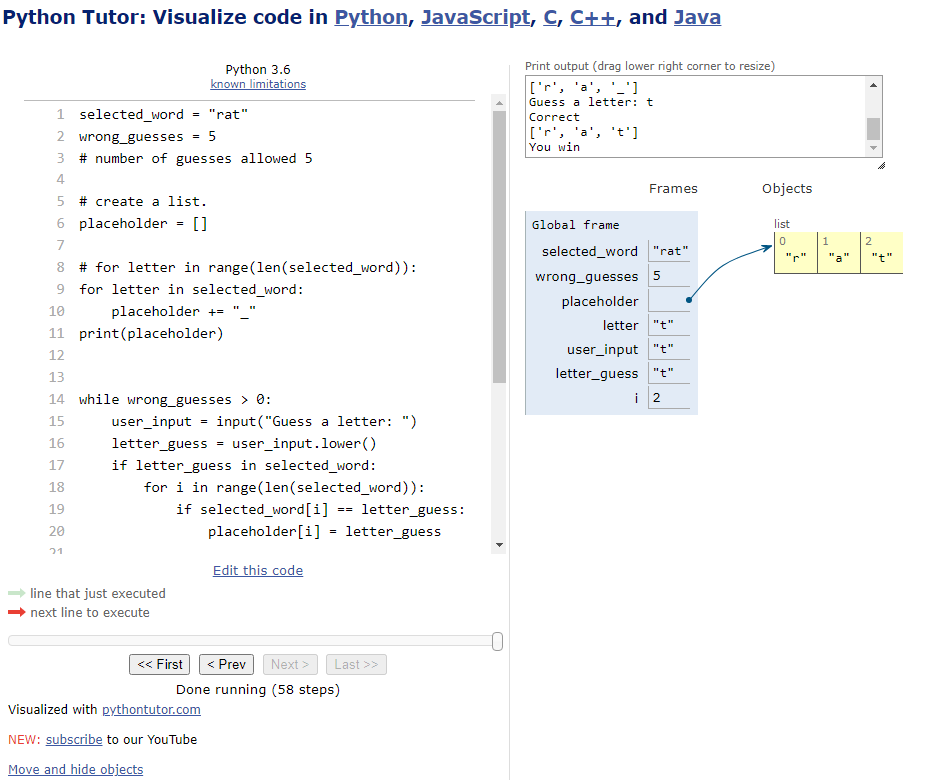 Python Tutor: Visualize code in Python, JavaScript, C, C++, and Java
Python 3.6
known limitations
1 selected_word = "rat"
2 wrong_guesses = 5
3 # number of guesses allowed 5
4
5 # create a list.
6 placeholder = []
7
8 # for letter in range(len(selected_word)):
9 for letter in selected_word:
10     placeholder += "_"
11 print(placeholder)
12
13
14 while wrong_guesses > 0:
15     user_input = input("Guess a letter: ")
16     letter_guess = user_input.lower()
17     if letter_guess in selected_word:
18         for i in range(len(selected_word)):
19             if selected_word[i] == letter_guess:
20                 placeholder[i] = letter_guess
21
Edit this code
line that just executed
next line to execute
<< First < Prev Next > Last >>
Done running (58 steps)
Visualized with pythontutor.com
NEW: subscribe to our YouTube
Move and hide objects
Print output (drag lower right corner to resize)
['r', 'a', '_']
Guess a letter: t
Correct
['r', 'a', 't']
You win
Frames Objects
Global frame
selected_word "rat"
wrong_guesses 5
placeholder
letter "t"
user_input "t"
letter_guess "t"
i 2
list
0 1 2
"r" "a" "t"